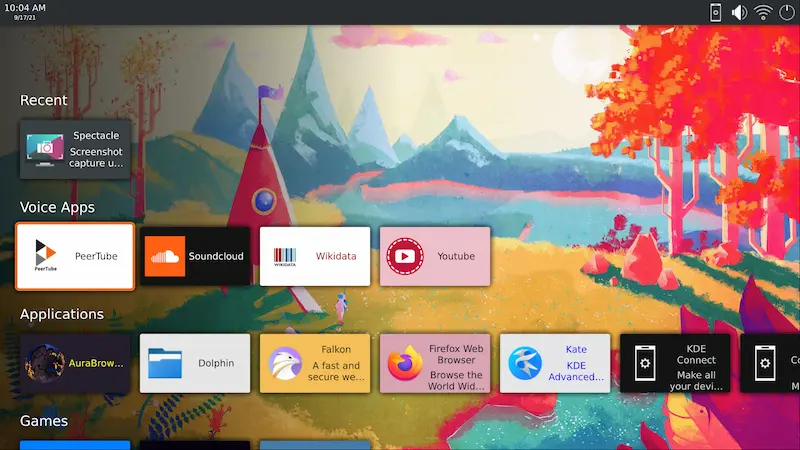 10:04 AM
9/17/21
Recent
Spectacle
Screenshot
capture u...
Voice Apps
PeerTube
PeerTube
Soundcloud
WIKIDATA
Wikidata
Youtube
Applications
AuraBrow...
Dolphin
Falkon
A fast and
secure we...
Firefox Web
Browser
Browse the
World Wid...
Kate
KDE
Advanced...
KDE
Connect
Make all
your devi...
Games